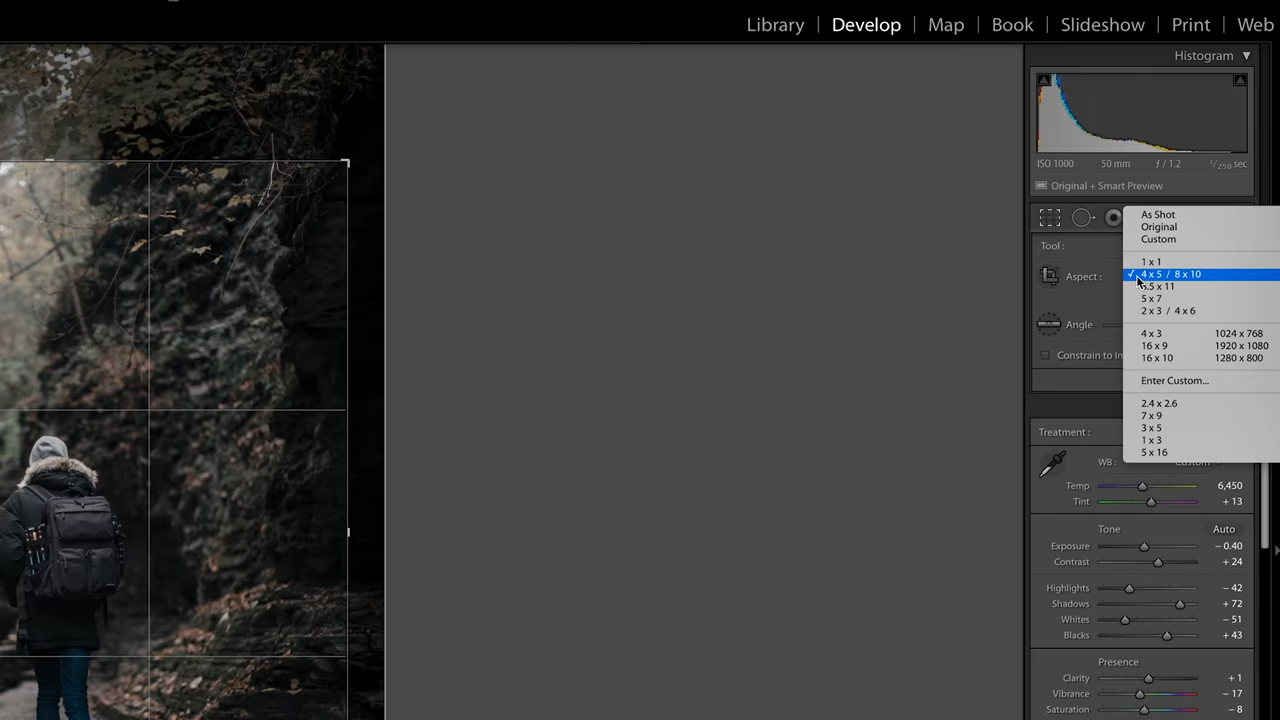 Library | Develop | Map | Book | Slideshow | Print | Web
Histogram
ISO 1000 50 mm ƒ / 1.2 1/250 sec
Original + Smart Preview
As Shot
Original
Custom
Tool :
1 x 1
Aspect :
✓ 4 x 5 / 8 x 10
.5 x 11
5 x 7
2 x 3 / 4 x 6
Angle
4 x 3 1024 x 768
16 x 9 1920 x 1080
Constrain to Im
16 x 10 1280 x 800
Enter Custom...
2.4 x 2.6
7 x 9
3 x 5
Treatment :
1 x 3
5 x 16
WB : Custom
Temp 6,450
Tint + 13
Tone Auto
Exposure – 0.40
Contrast + 24
Highlights – 42
Shadows + 72
Whites – 51
Blacks + 43
Presence
Clarity + 1
Vibrance – 17
Saturation – 8